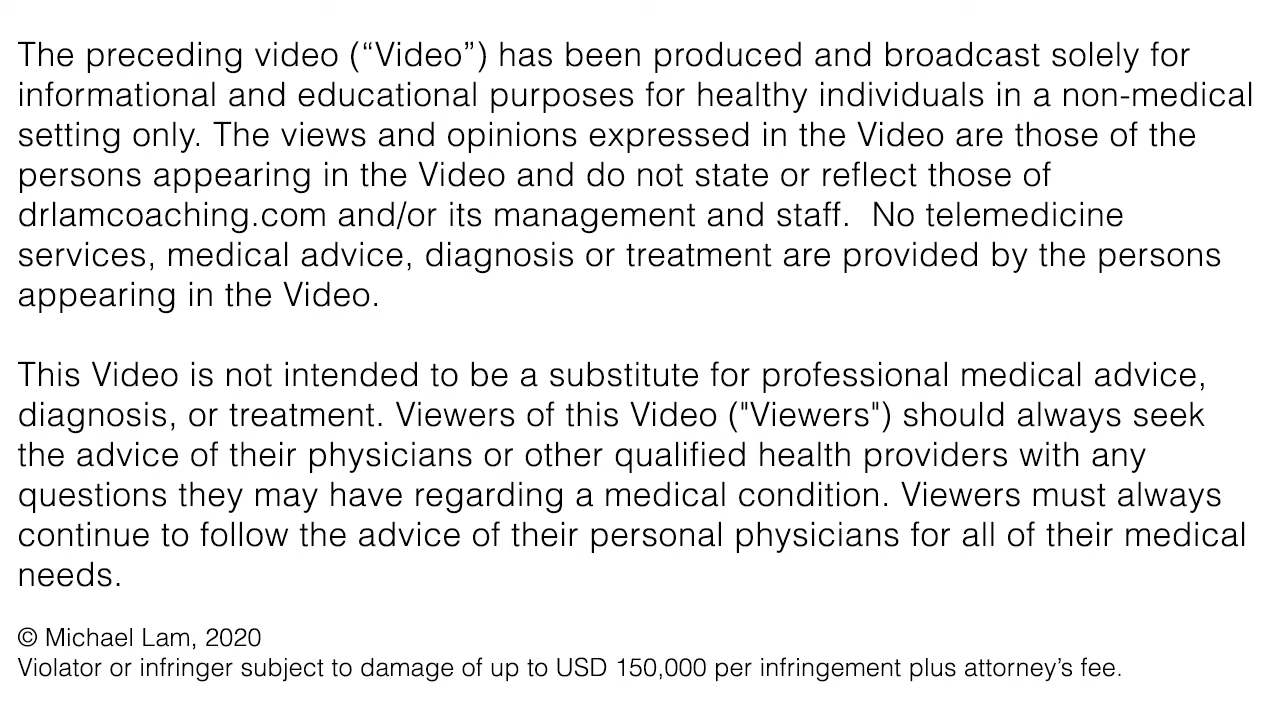 The preceding video (“Video”) has been produced and broadcast solely for
informational and educational purposes for healthy individuals in a non-medical
setting only. The views and opinions expressed in the Video are those of the
persons appearing in the Video and do not state or reflect those of
drlamcoaching.com and/or its management and staff.  No telemedicine
services, medical advice, diagnosis or treatment are provided by the persons
appearing in the Video.
This Video is not intended to be a substitute for professional medical advice,
diagnosis, or treatment. Viewers of this Video ("Viewers") should always seek
the advice of their physicians or other qualified health providers with any
questions they may have regarding a medical condition. Viewers must always
continue to follow the advice of their personal physicians for all of their medical
needs.
© Michael Lam, 2020
Violator or infringer subject to damage of up to USD 150,000 per infringement plus attorney’s fee.